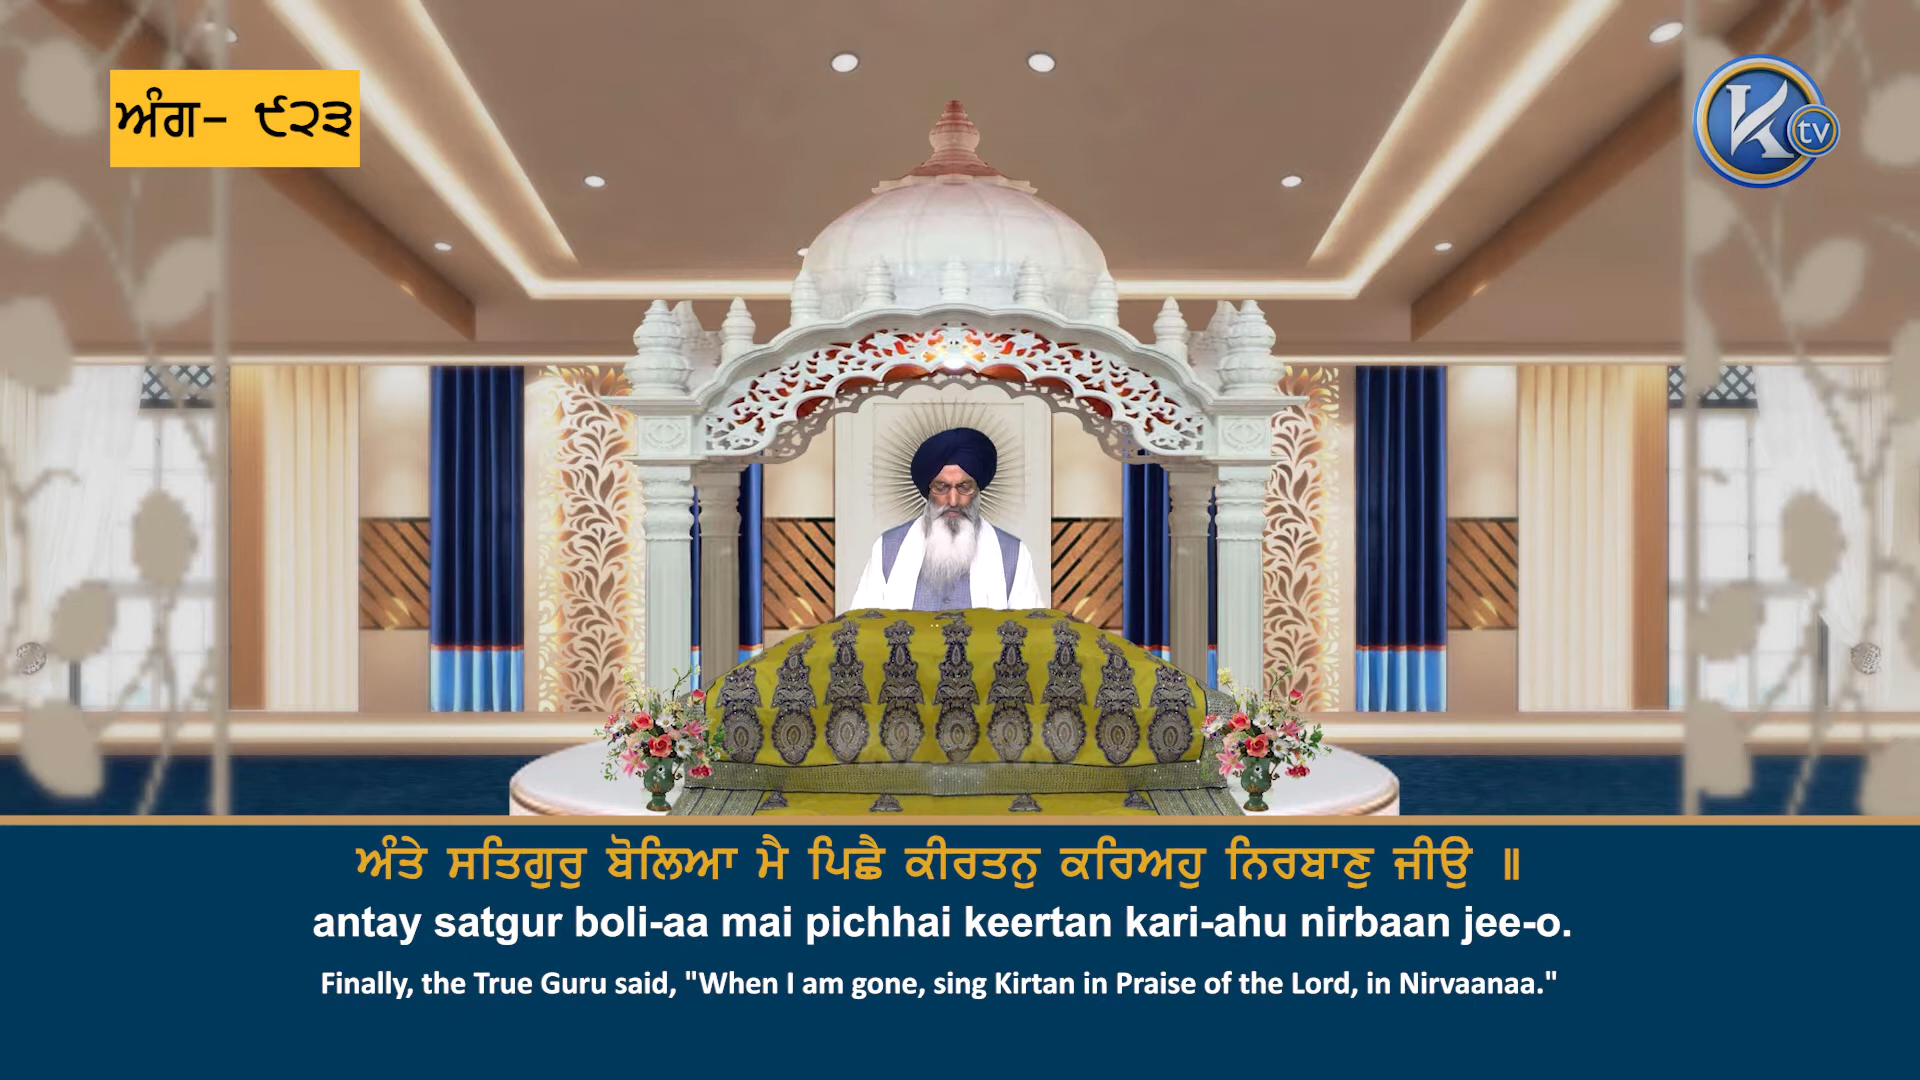 ਅੰਗ- ੯੨੩
K tv
ਅੰਤੇ ਸਤਿਗੁਰੁ ਬੋਲਿਆ ਮੈ ਪਿਛੈ ਕੀਰਤਨੁ ਕਰਿਅਹੁ ਨਿਰਬਾਣੁ ਜੀਉ ॥
antay satgur boli-aa mai pichhai keertan kari-ahu nirbaan jee-o.
Finally, the True Guru said, "When I am gone, sing Kirtan in Praise of the Lord, in Nirvaanaa."